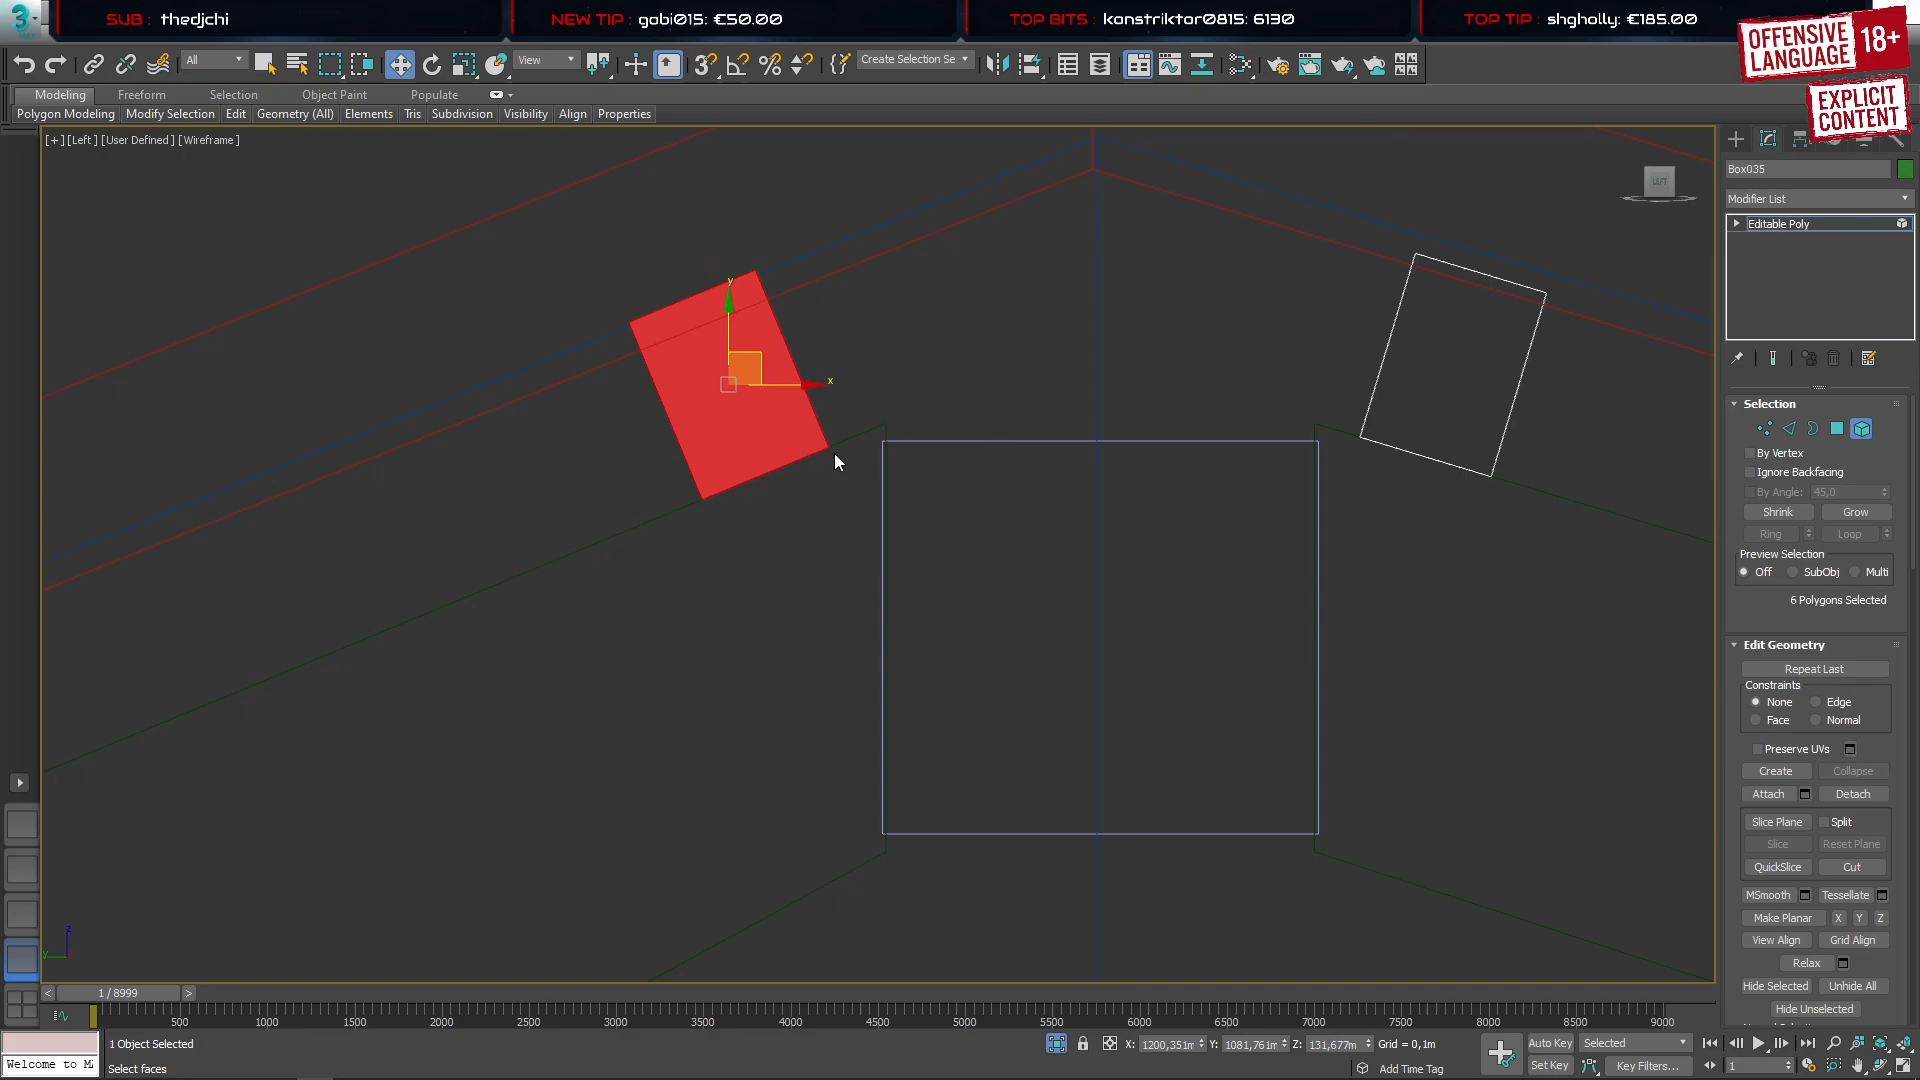 SUB : thedjchi
NEW TIP : gabi015: €50.00
TOP BITS : konstriktor0815: 6130
TOP TIP : shgholly: €185.00
OFFENSIVE LANGUAGE 18+
EXPLICIT CONTENT
3
All
View
Create Selection Se
Modeling
Freeform
Selection
Object Paint
Populate
Polygon Modeling
Modify Selection
Edit
Geometry (All)
Elements
Tris
Subdivision
Visibility
Align
Properties
[+] [Left ] [User Defined ] [Wireframe ]
LEFT
y
x
z
y
Box035
Modifier List
Editable Poly
Selection
By Vertex
Ignore Backfacing
By Angle: 45,0
Shrink
Grow
Ring
Loop
Preview Selection
Off
SubObj
Multi
6 Polygons Selected
Edit Geometry
Repeat Last
Constraints
None
Edge
Face
Normal
Preserve UVs
Create
Collapse
Attach
Detach
Slice Plane
Split
Slice
Reset Plane
QuickSlice
Cut
MSmooth
Tessellate
Make Planar
X
Y
Z
View Align
Grid Align
Relax
Hide Selected
Unhide All
Hide Unselected
<
1 / 8999
>
500
1000
1500
2000
2500
3000
3500
4000
4500
5000
5500
6000
6500
7000
7500
8000
8500
9000
1 Object Selected
X: 1200,351m
Y: 1081,761m
Z: 131,677m
Grid = 0,1m
Auto Key
Selected
Welcome to M
Select faces
Add Time Tag
Set Key
Key Filters...
1